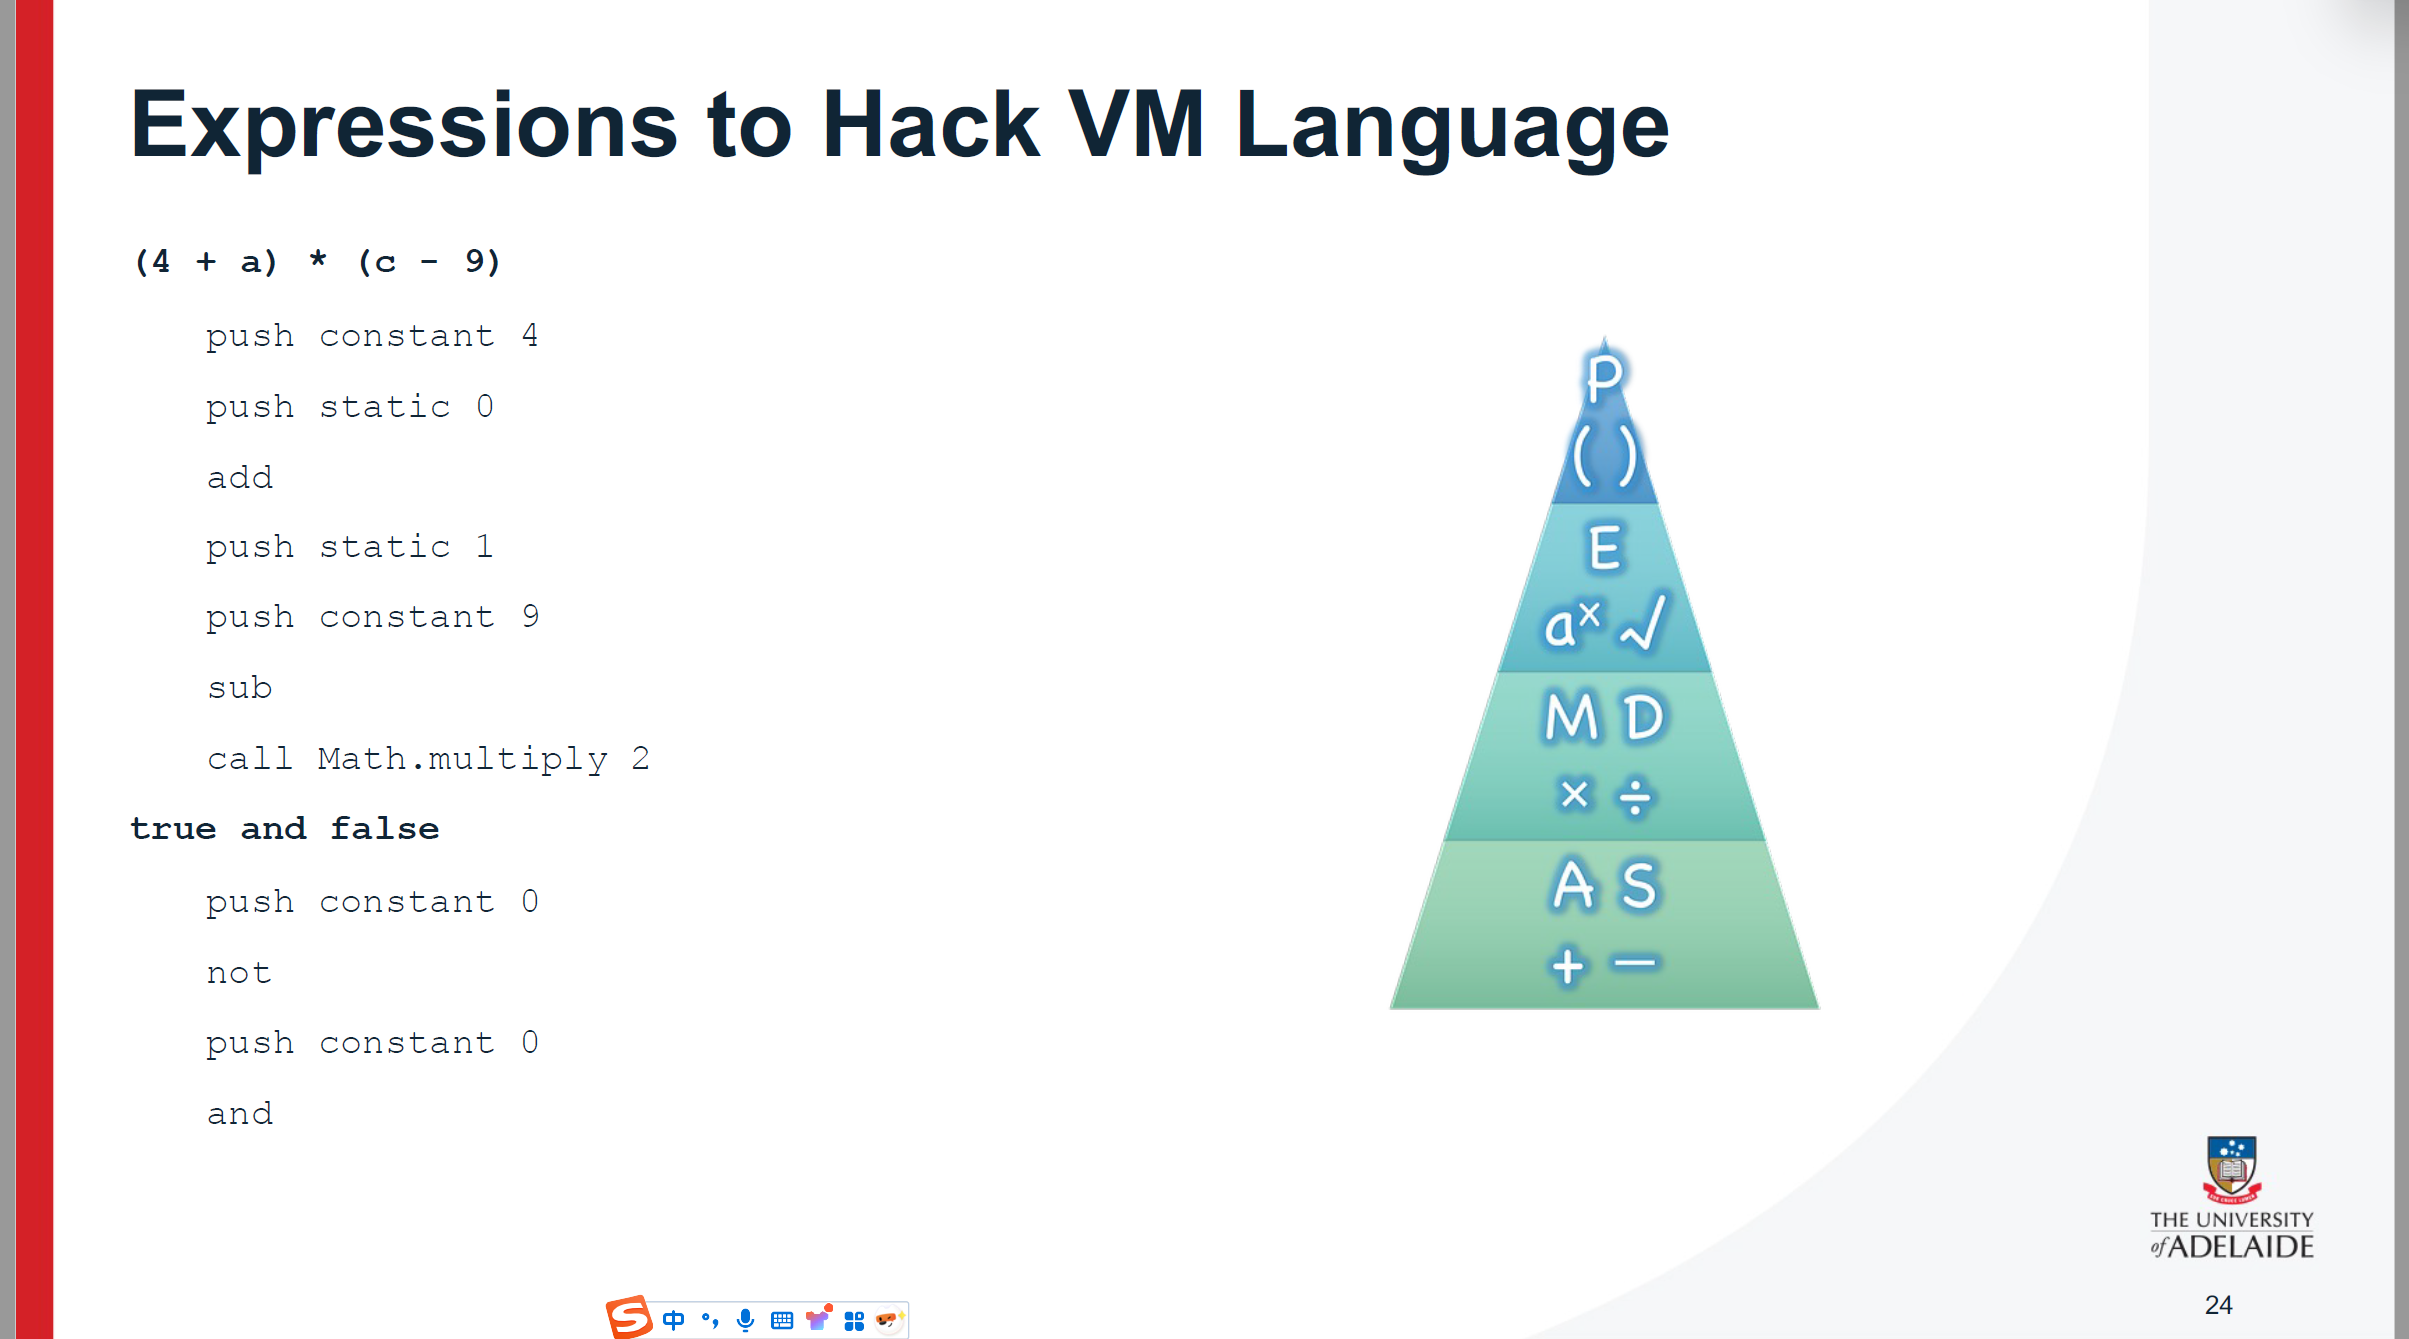 Expressions to Hack VM Language
(4 + a) * (c - 9)
push constant 4
push static 0
add
push static 1
push constant 9
sub
call Math.multiply 2
true and false
push constant 0
not
push constant 0
and
P
( )
E
aˣ √
M D
× ÷
A S
+ −
THE UNIVERSITY
of ADELAIDE
24
S 中 °,